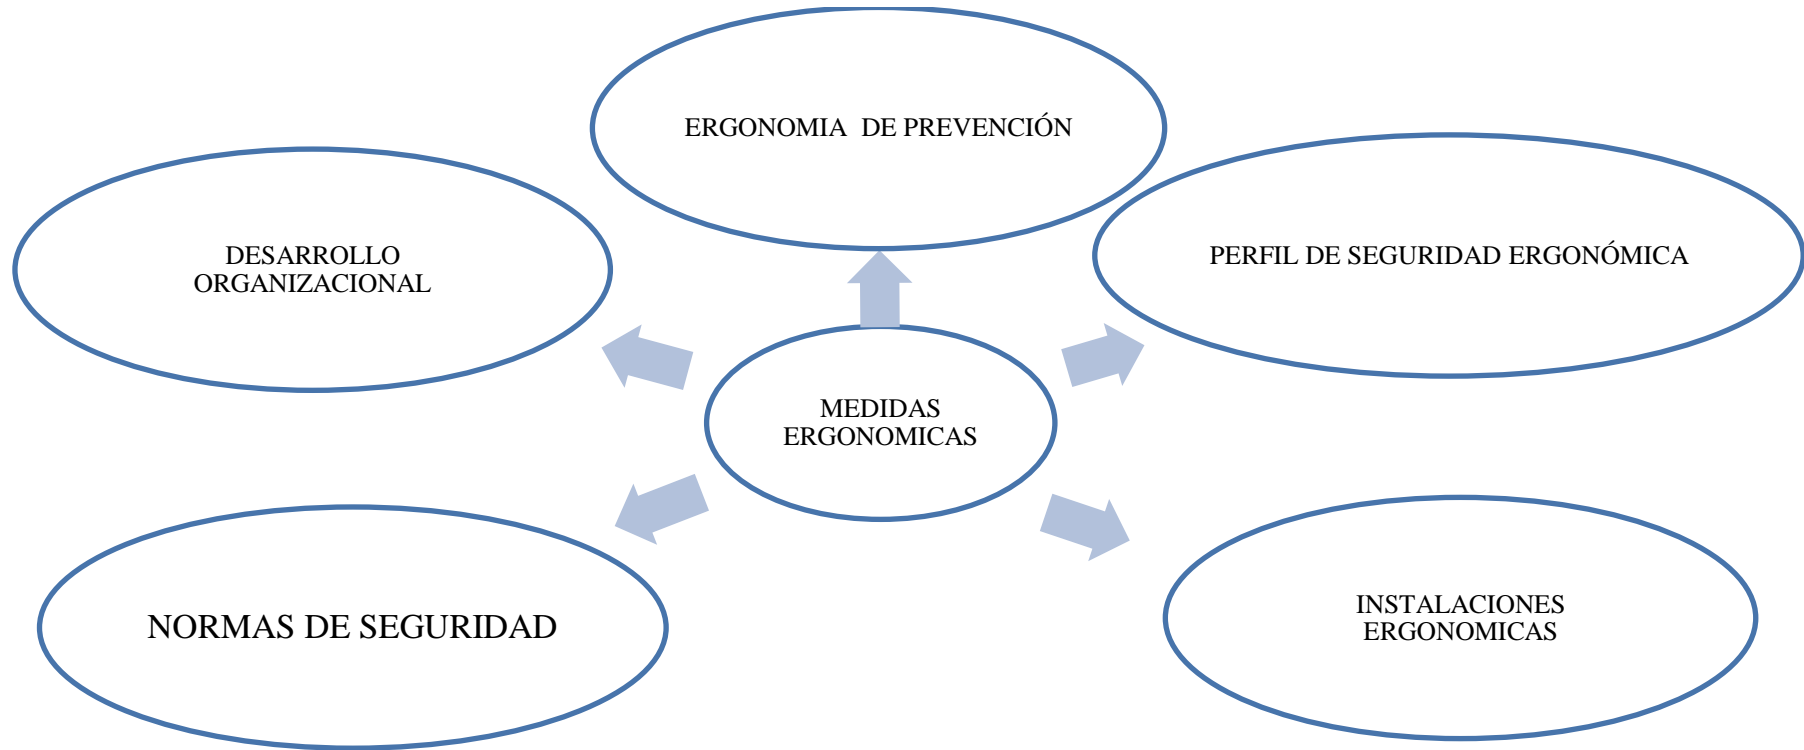 ERGONOMIA  DE PREVENCIÓN
DESARROLLO
ORGANIZACIONAL
PERFIL DE SEGURIDAD ERGONÓMICA
MEDIDAS
ERGONOMICAS
NORMAS DE SEGURIDAD
INSTALACIONES
ERGONOMICAS